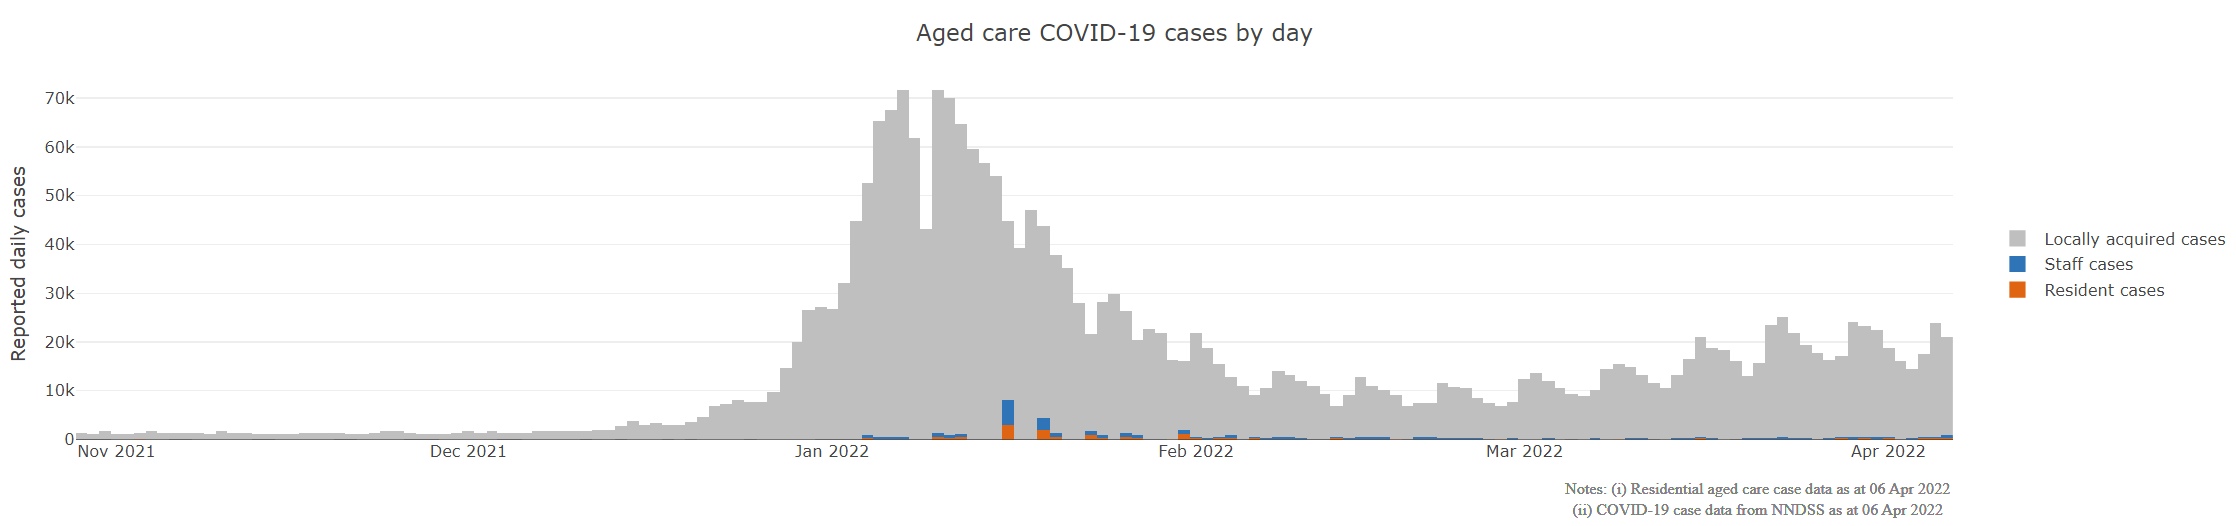 Aged care COVID-19 cases by day
Reported daily cases
70k
60k
50k
40k
30k
20k
10k
0
Nov 2021 Dec 2021 Jan 2022 Feb 2022 Mar 2022 Apr 2022
Locally acquired cases
Staff cases
Resident cases
Notes: (i) Residential aged care case data as at 06 Apr 2022
(ii) COVID-19 case data from NNDSS as at 06 Apr 2022